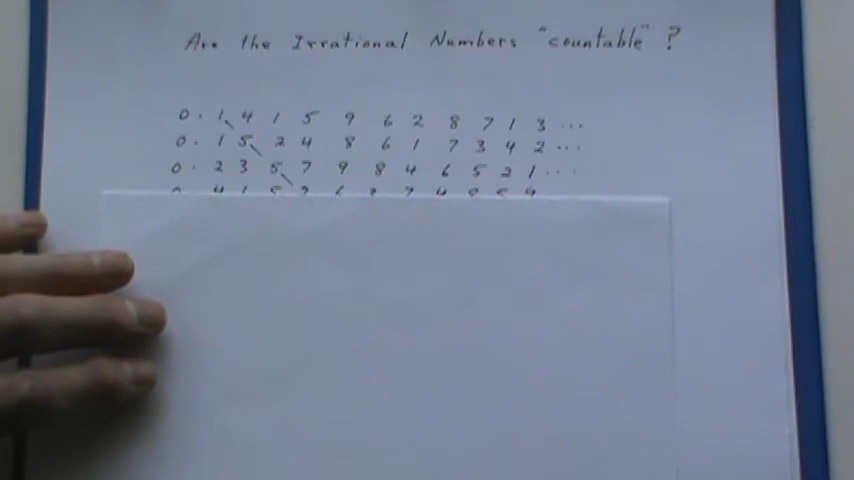 Are the Irrational Numbers "countable" ?
0. 1 4 1 5 9 6 2 8 7 1 3 ...
0. 1 5 2 4 8 6 1 7 3 4 2 ...
0. 2 3 5 7 9 8 4 6 5 2 1 ....